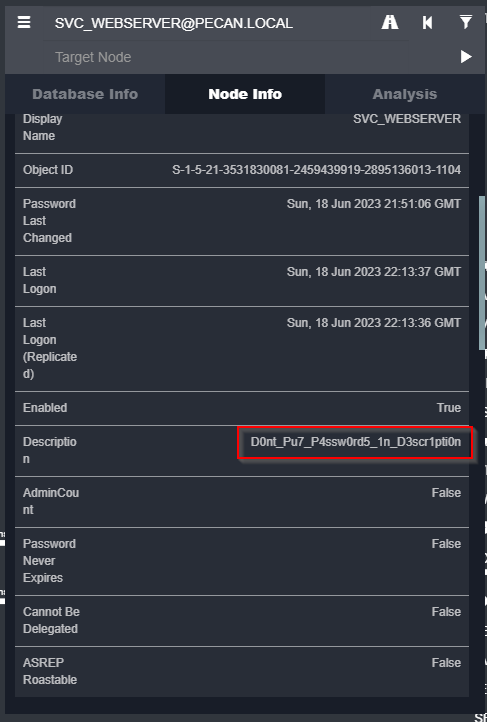 SVC_WEBSERVER@PECAN.LOCAL
Target Node
Database Info Node Info Analysis
Display Name SVC_WEBSERVER
Object ID S-1-5-21-3531830081-2459439919-2895136013-1104
Password Last Changed Sun, 18 Jun 2023 21:51:06 GMT
Last Logon Sun, 18 Jun 2023 22:13:37 GMT
Last Logon (Replicated) Sun, 18 Jun 2023 22:13:36 GMT
Enabled True
Description D0nt_Pu7_P4ssw0rd5_1n_D3scr1pti0n
AdminCount False
Password Never Expires False
Cannot Be Delegated False
ASREP Roastable False